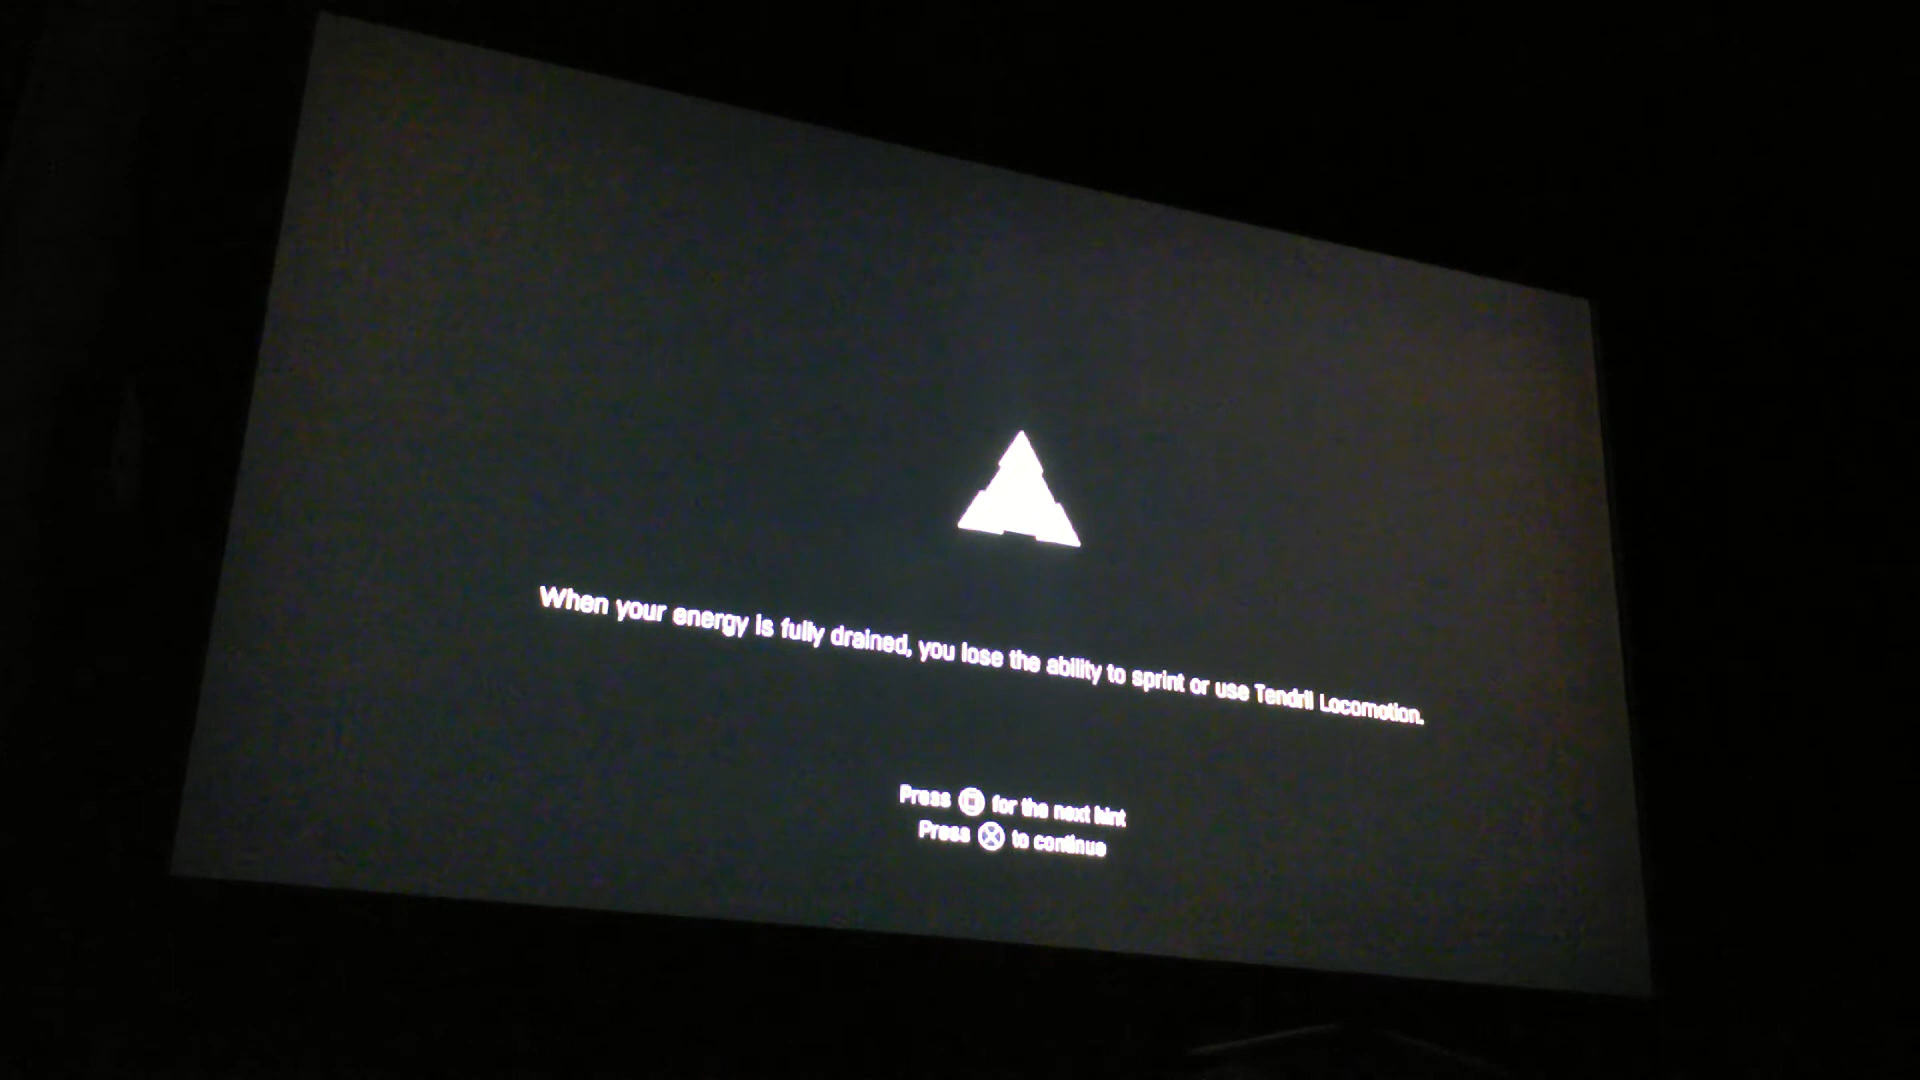 When your energy is fully drained, you lose the ability to sprint or use Tendril Locomotion.
Press for the next hint
Press to continue